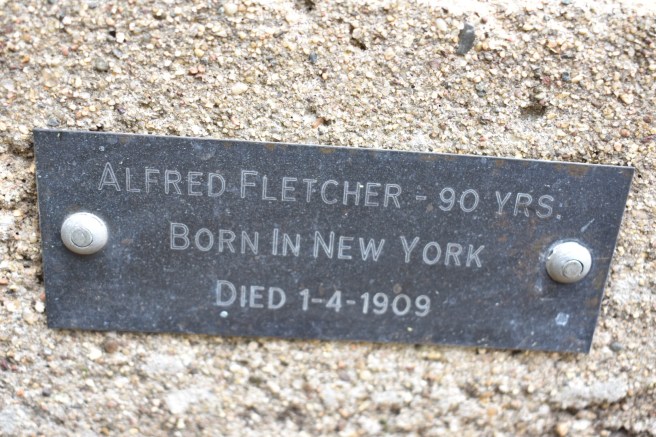 ALFRED FLETCHER - 90 YRS.
BORN IN NEW YORK
DIED 1-4-1909